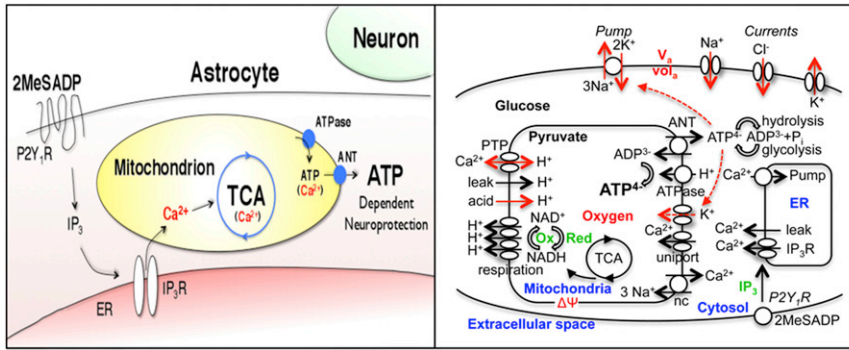 Neuron
Astrocyte
2MeSADP
P2Y₁R
ATPase
Mitochondrion
ANT
ATP
(Ca²⁺)
ATP
TCA
(Ca²⁺)
Dependent
Neuroprotection
Ca²⁺
IP₃
ER
IP₃R
Pump
2K⁺
3Na⁺
Vₐ
volₐ
Currents
Na⁺
Cl⁻
K⁺
Glucose
Pyruvate
ANT
ATP⁴⁻
hydrolysis
ADP³⁻+Pᵢ
glycolysis
PTP
Ca²⁺
H⁺
ADP³⁻
H⁺
leak
H⁺
ATP⁴⁻
ATPase
acid
H⁺
Oxygen
K⁺
Ca²⁺
Pump
ER
H⁺
H⁺
H⁺
NAD⁺
Ox
Red
NADH
respiration
TCA
Ca²⁺
uniport
Ca²⁺
leak
Ca²⁺
IP₃R
Mitochondria
ΔΨ
3 Na⁺
Ca²⁺
nc
Cytosol
IP₃
P2Y₁R
2MeSADP
Extracellular space